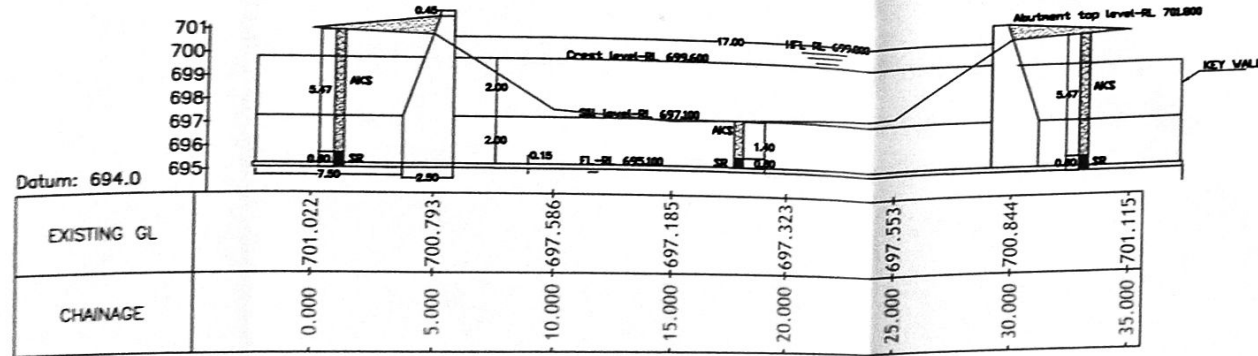 0.45
701
Abutment top level-RL 701.800
700
17.00
HFL-RL 699.000
Crest level-RL 699.600
KEY WALL
699
AKS
AKS
698
5.47
2.00
5.47
697
Sill level-RL 697.100
AKS
696
2.00
1.40
695
0.80
SR
0.15
FL-RL 695.100
SR
0.80
0.80
SR
7.50
2.50
Datum: 694.0
EXISTING GL
701.022
700.793
697.586
697.185
697.323
697.553
700.844
701.115
CHAINAGE
0.000
5.000
10.000
15.000
20.000
25.000
30.000
35.000